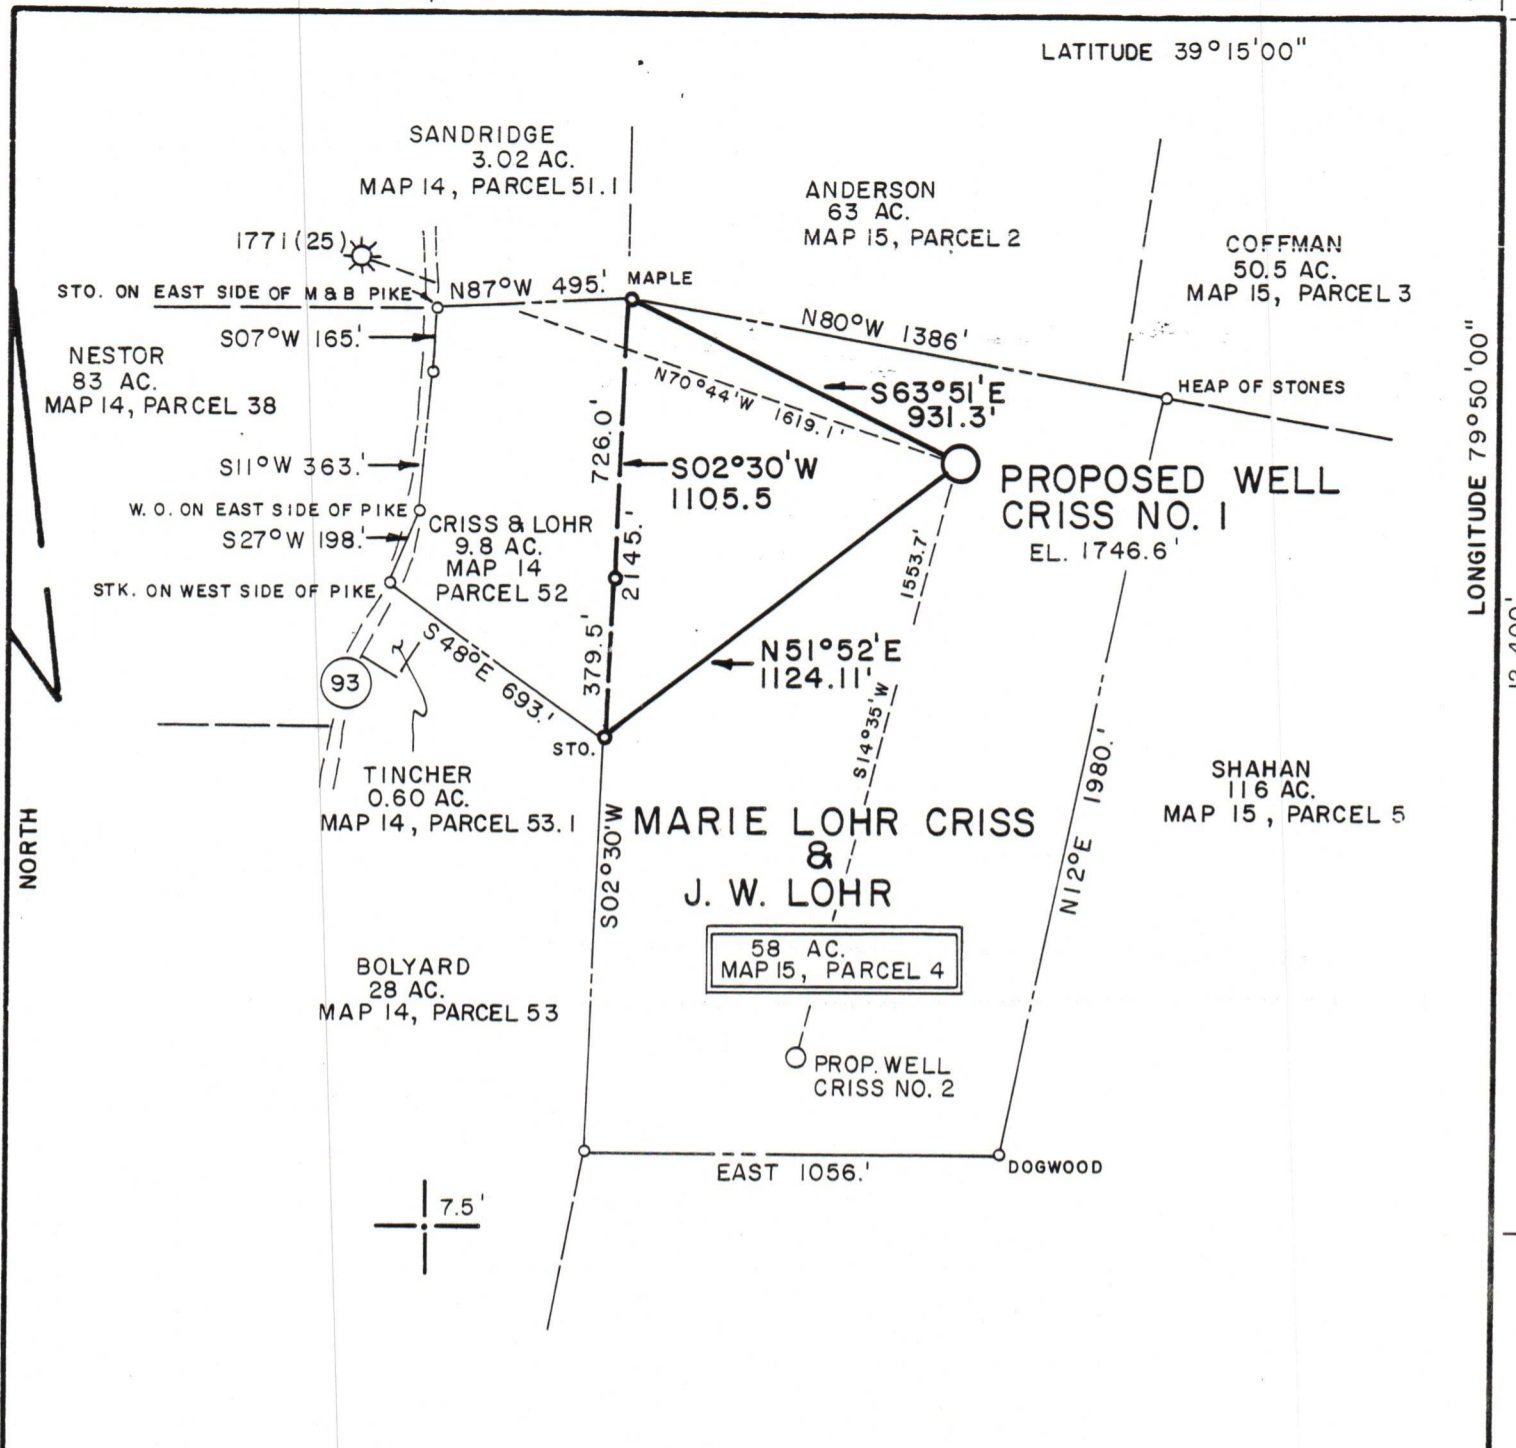 LATITUDE 39°15'00"
SANDRIDGE
3.02 AC.
MAP 14, PARCEL 51.1
ANDERSON
63 AC.
MAP 15, PARCEL 2
COFFMAN
50.5 AC.
MAP 15, PARCEL 3
1771(25)
STO. ON EAST SIDE OF M & B PIKE
N87°W 495.'
MAPLE
N80°W 1386'
S07°W 165.'
NESTOR
83 AC.
MAP 14, PARCEL 38
N70°44'W 1619.1'
S63°51'E
931.3'
HEAP OF STONES
LONGITUDE 79°50'00"
726.0'
S11°W 363.'
S02°30'W
1105.5
PROPOSED WELL
CRISS NO. 1
EL. 1746.6'
W. O. ON EAST SIDE OF PIKE
S27°W 198.'
CRISS & LOHR
9.8 AC.
MAP 14
PARCEL 52
2145.'
1553.7'
STK. ON WEST SIDE OF PIKE
S48°E 693.'
379.5'
N51°52'E
1124.11'
93
S14°35'W
STO.
TINCHER
0.60 AC.
MAP 14, PARCEL 53.1
N12°E 1980.'
SHAHAN
116 AC.
MAP 15, PARCEL 5
NORTH
S02°30'W
MARIE LOHR CRISS
&
J. W. LOHR
58 AC.
MAP 15, PARCEL 4
BOLYARD
28 AC.
MAP 14, PARCEL 53
PROP. WELL
CRISS NO. 2
EAST 1056.'
DOGWOOD
7.5'